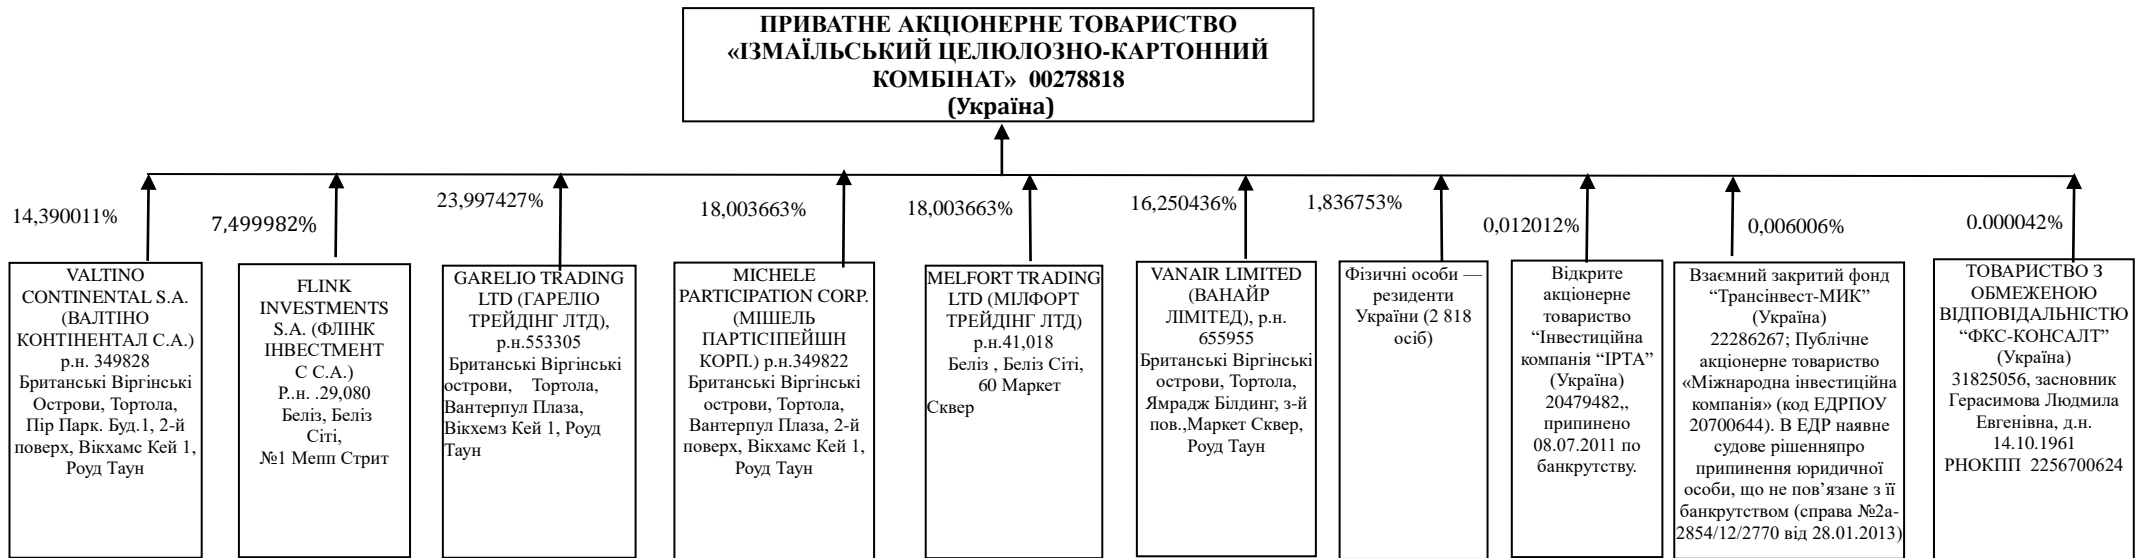 ПРИВАТНЕ АКЦІОНЕРНЕ ТОВАРИСТВО
«ІЗМАЇЛЬСЬКИЙ ЦЕЛЮЛОЗНО-КАРТОННИЙ
КОМБІНАТ» 00278818
(Україна)
14,390011%
7,499982%
23,997427%
18,003663%
18,003663%
16,250436%
1,836753%
0,012012%
0,006006%
0.000042%
VALTINO
CONTINENTAL S.A.
(ВАЛТІНО
КОНТІНЕНТАЛ С.А.)
р.н. 349828
Британські Віргінські
Острови, Тортола,
Пір Парк. Буд.1, 2-й
поверх, Вікхамс Кей 1,
Роуд Таун
FLINK
INVESTMENTS
S.A. (ФЛІНК
ІНВЕСТМЕНТ
С С.А.)
Р..н. .29,080
Беліз, Беліз
Сіті,
№1 Мепп Стрит
GARELIO TRADING
LTD (ГАРЕЛІО
ТРЕЙДІНГ ЛТД),
р.н.553305
Британські Віргінські
острови, Тортола,
Вантерпул Плаза,
Вікхемз Кей 1, Роуд
Таун
MICHELE
PARTICIPATION CORP.
(МІШЕЛЬ
ПАРТІСІПЕЙШН
КОРП.) р.н.349822
Британські Віргінські
острови, Тортола,
Вантерпул Плаза, 2-й
поверх, Вікхамс Кей 1,
Роуд Таун
MELFORT TRADING
LTD (МІЛФОРТ
ТРЕЙДІНГ ЛТД)
р.н.41,018
Беліз , Беліз Сіті,
60 Маркет
Сквер
VANAIR LIMITED
(ВАНАЙР
ЛІМІТЕД), р.н.
655955
Британські Віргінські
острови, Тортола,
Ямрадж Білдинг, з-й
пов.,Маркет Сквер,
Роуд Таун
Фізичні особи —
резиденти
України (2 818
осіб)
Відкрите
акціонерне
товариство
“Інвестиційна
компанія “ІРТА”
(Україна)
20479482,,
припинено
08.07.2011 по
банкрутству.
Взаємний закритий фонд
“Трансінвест-МИК”
(Україна)
22286267; Публічне
акціонерне товариство
«Міжнародна інвестиційна
компанія» (код ЕДРПОУ
20700644). В ЕДР наявне
судове рішенняпро
припинення юридичної
особи, що не пов’язане з її
банкрутством (справа №2а-
2854/12/2770 від 28.01.2013)
ТОВАРИСТВО З
ОБМЕЖЕНОЮ
ВІДПОВІДАЛЬНІСТЮ
“ФКС-КОНСАЛТ”
(Україна)
31825056, засновник
Герасимова Людмила
Евгенівна, д.н.
14.10.1961
РНОКПП 2256700624